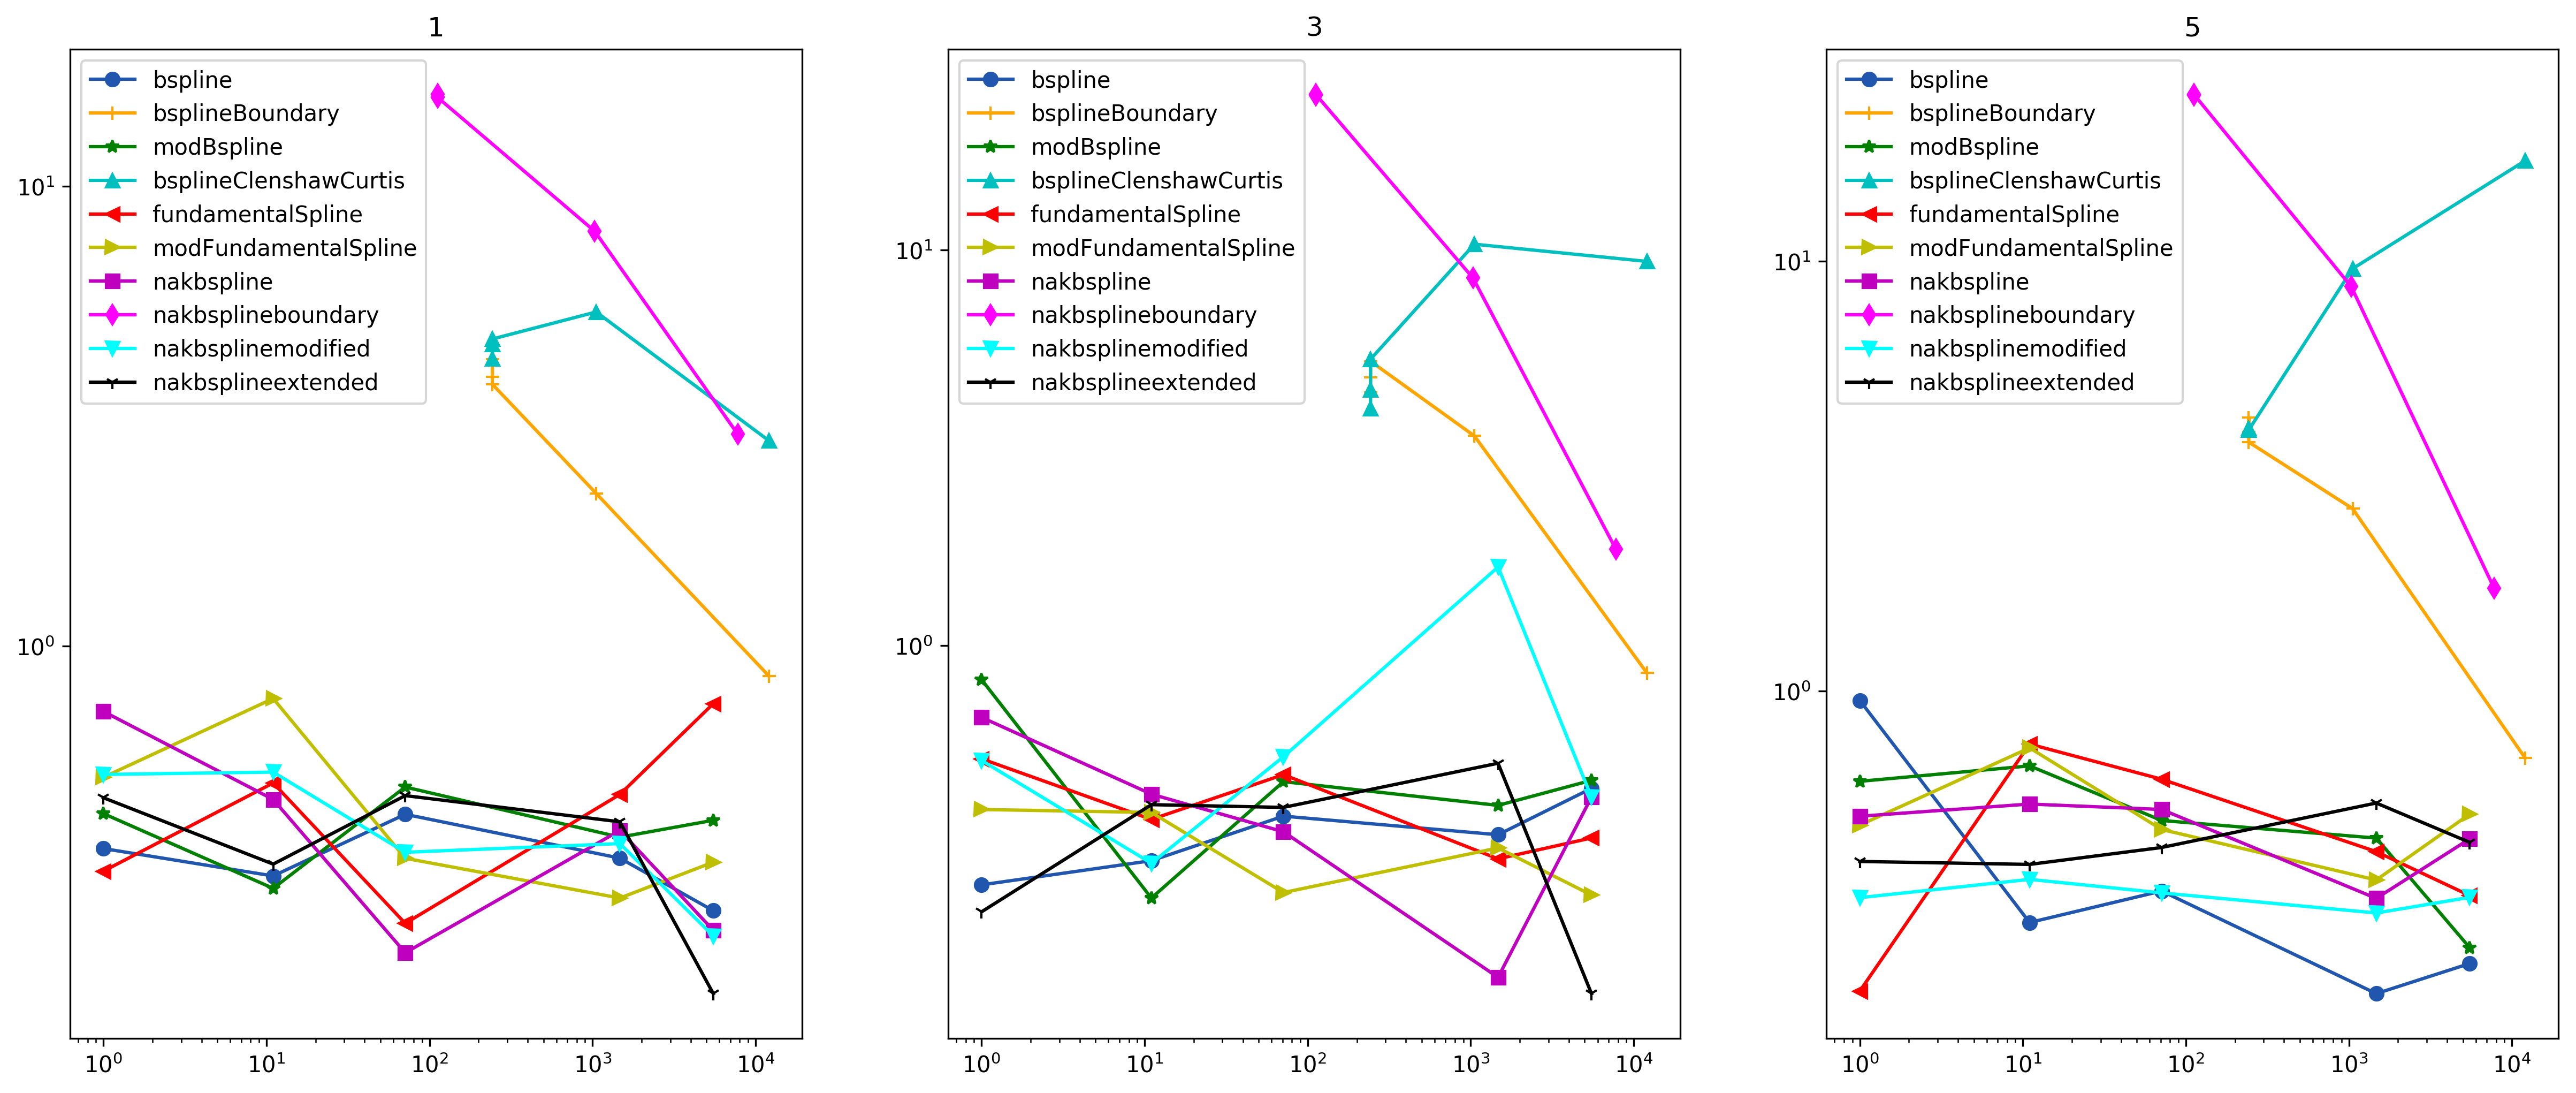 1
bspline
bsplineBoundary
modBspline
bsplineClenshawCurtis
fundamentalSpline
modFundamentalSpline
nakbspline
nakbsplineboundary
nakbsplinemodified
nakbsplineextended
10¹
10⁰
10⁰ 10¹ 10² 10³ 10⁴
3
bspline
bsplineBoundary
modBspline
bsplineClenshawCurtis
fundamentalSpline
modFundamentalSpline
nakbspline
nakbsplineboundary
nakbsplinemodified
nakbsplineextended
10¹
10⁰
10⁰ 10¹ 10² 10³ 10⁴
5
bspline
bsplineBoundary
modBspline
bsplineClenshawCurtis
fundamentalSpline
modFundamentalSpline
nakbspline
nakbsplineboundary
nakbsplinemodified
nakbsplineextended
10¹
10⁰
10⁰ 10¹ 10² 10³ 10⁴